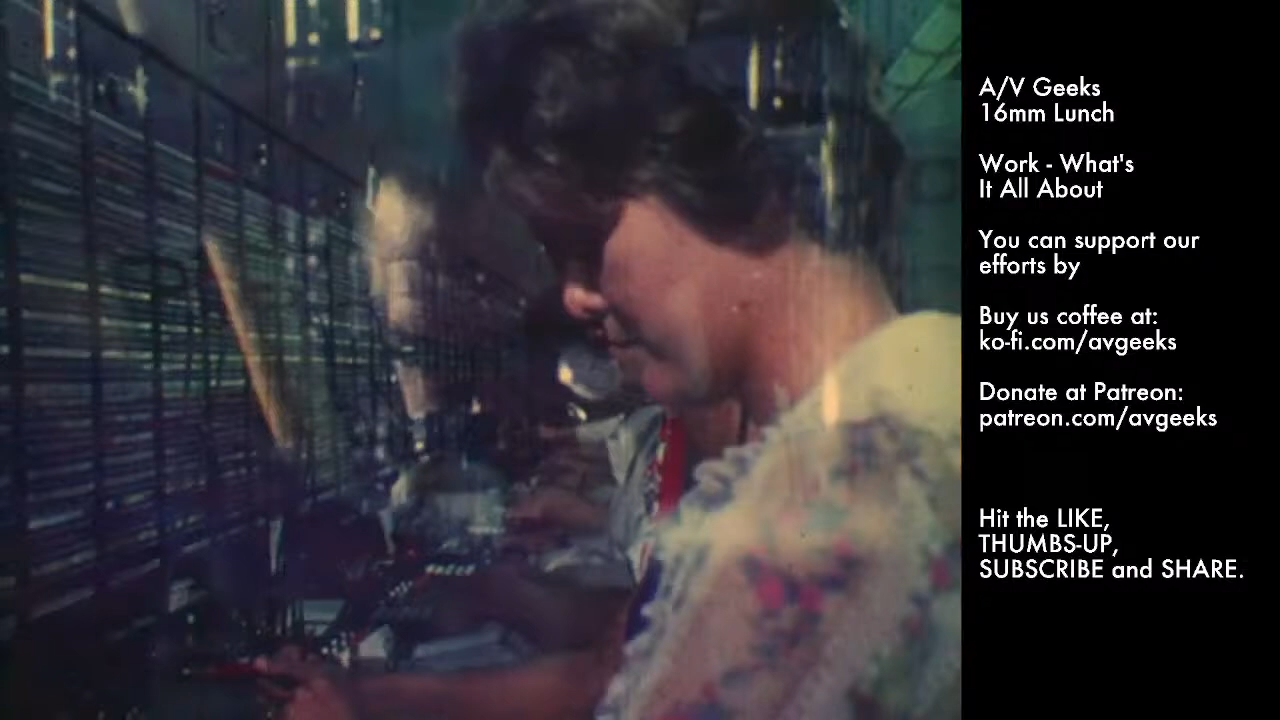 A/V Geeks
16mm Lunch
Work - What's
It All About
You can support our
efforts by
Buy us coffee at:
ko-fi.com/avgeeks
Donate at Patreon:
patreon.com/avgeeks
Hit the LIKE,
THUMBS-UP,
SUBSCRIBE and SHARE.